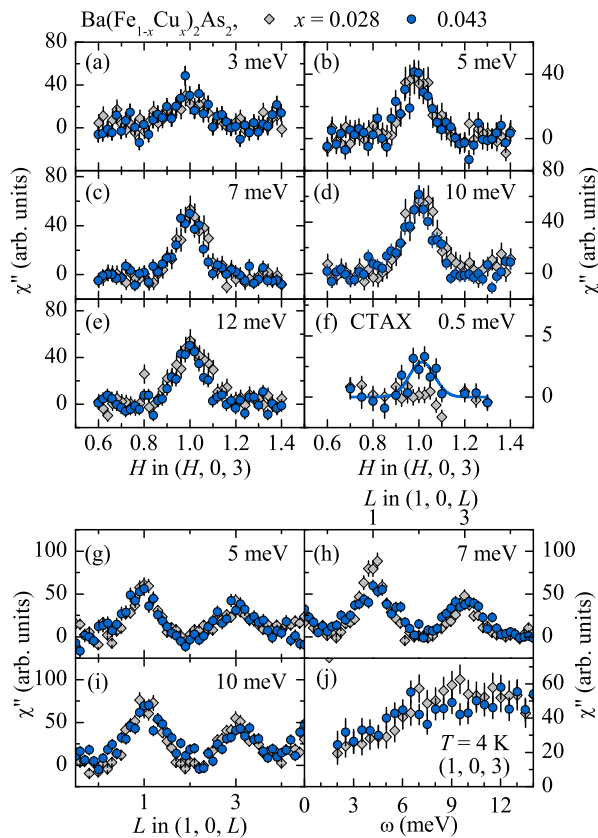 Ba(Fe₁₋ₓCuₓ)₂As₂, x = 0.028 0.043
80 (a) 3 meV (b) 5 meV
40 40
0 0
(c) 7 meV (d) 10 meV 80
40 40
0 0
80 (e) 12 meV (f) CTAX 0.5 meV
40 5
0 0
χ" (arb. units)
χ" (arb. units)
0.6 0.8 1.0 1.2 1.4 0.6 0.8 1.0 1.2 1.4
H in (H, 0, 3) H in (H, 0, 3)
L in (1, 0, L)
1 3
100 (g) 5 meV (h) 7 meV 100
50 50
0 0
100 (i) 10 meV (j) 60
50 40
T = 4 K
20
0 (1, 0, 3) 0
χ" (arb. units)
χ" (arb. units)
1 3 0 3 6 9 12
L in (1, 0, L) ω (meV)